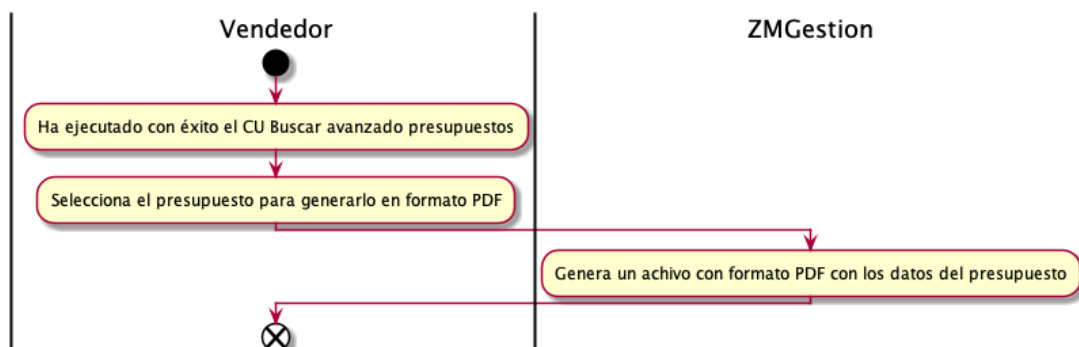 Vendedor
ZMGestion
Ha ejecutado con éxito el CU Buscar avanzado presupuestos
Selecciona el presupuesto para generarlo en formato PDF
Genera un achivo con formato PDF con los datos del presupuesto